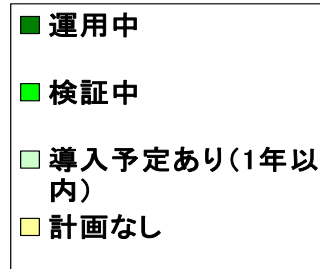 運用中
検証中
導入予定あり(1年以
内)
計画なし